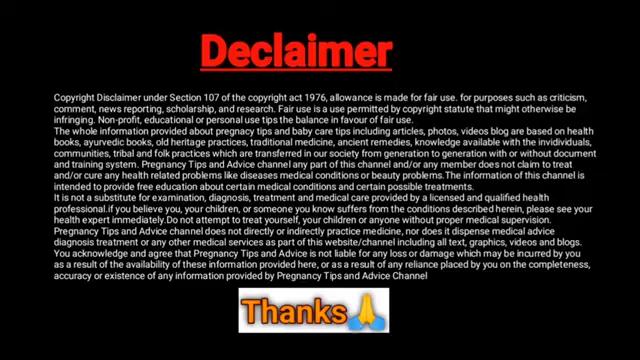 Declaimer
Copyright Disclaimer under Section 107 of the copyright act 1976, allowance is made for fair use. for purposes such as criticism,
comment, news reporting, scholarship, and research. Fair use is a use permitted by copyright statute that might otherwise be
infringing. Non-profit, educational or personal use tips the balance in favour of fair use.
The whole information provided about pregnacy tips and baby care tips including articles, photos, videos blog are based on health
books, ayurvedic books, old heritage practices, traditional medicine, ancient remedies, knowledge available with the invidividuals,
communities, tribal and folk practices which are transferred in our society from generation to generation with or without document
and training system. Pregnancy Tips and Advice channel any part of this channel and/or any member does not claim to treat
and/or cure any health related problems like diseases medical conditions or beauty problems.The information of this channel is
intended to provide free education about certain medical conditions and certain possible treatments.
It is not a substitute for examination, diagnosis, treatment and medical care provided by a licensed and qualified health
professional.if you believe you, your children, or someone you know suffers from the conditions described herein, please see your
health expert immediately.Do not attempt to treat yourself, your children or anyone without proper medical supervision.
Pregnancy Tips and Advice channel does not directly or indirectly practice medicine, nor does it dispense medical advice
diagnosis treatment or any other medical services as part of this website/channel including all text, graphics, videos and blogs.
You acknowledge and agree that Pregnancy Tips and Advice is not liable for any loss or damage which may be incurred by you
as a result of the availability of these information provided here, or as a result of any reliance placed by you on the completeness,
accuracy or existence of any information provided by Pregnancy Tips and Advice Channel
Thanks🙏